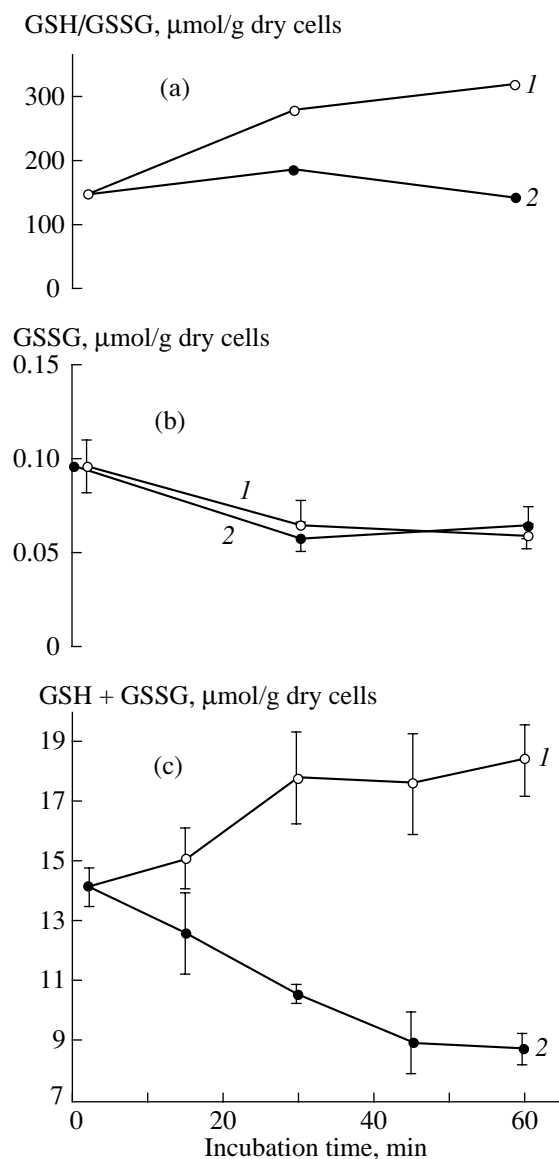 GSH/GSSG, μmol/g dry cells
300
(a)
1
200
2
100
0
GSSG, μmol/g dry cells
0.15
(b)
0.10
1
2
0.05
0
GSH + GSSG, μmol/g dry cells
19
(c)
1
17
15
13
11
9
2
7
0 20 40 60
Incubation time, min